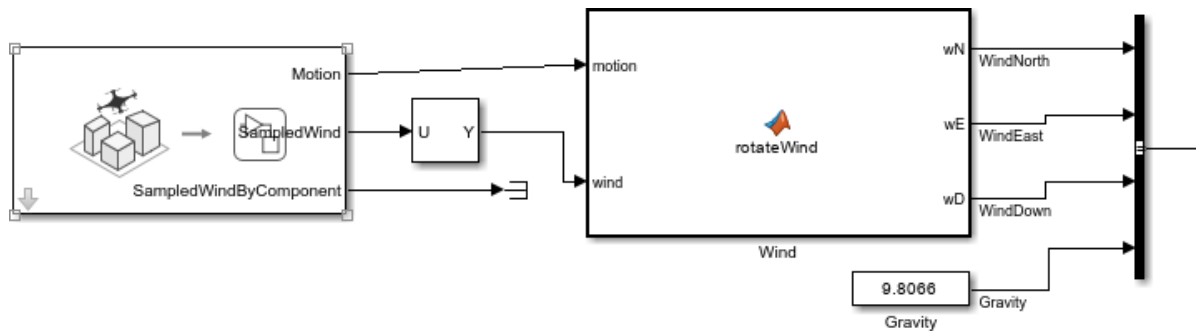 Motion
SampledWind
SampledWindByComponent
U
Y
motion
wind
rotateWind
wN
wE
wD
Wind
WindNorth
WindEast
WindDown
9.8066
Gravity
Gravity